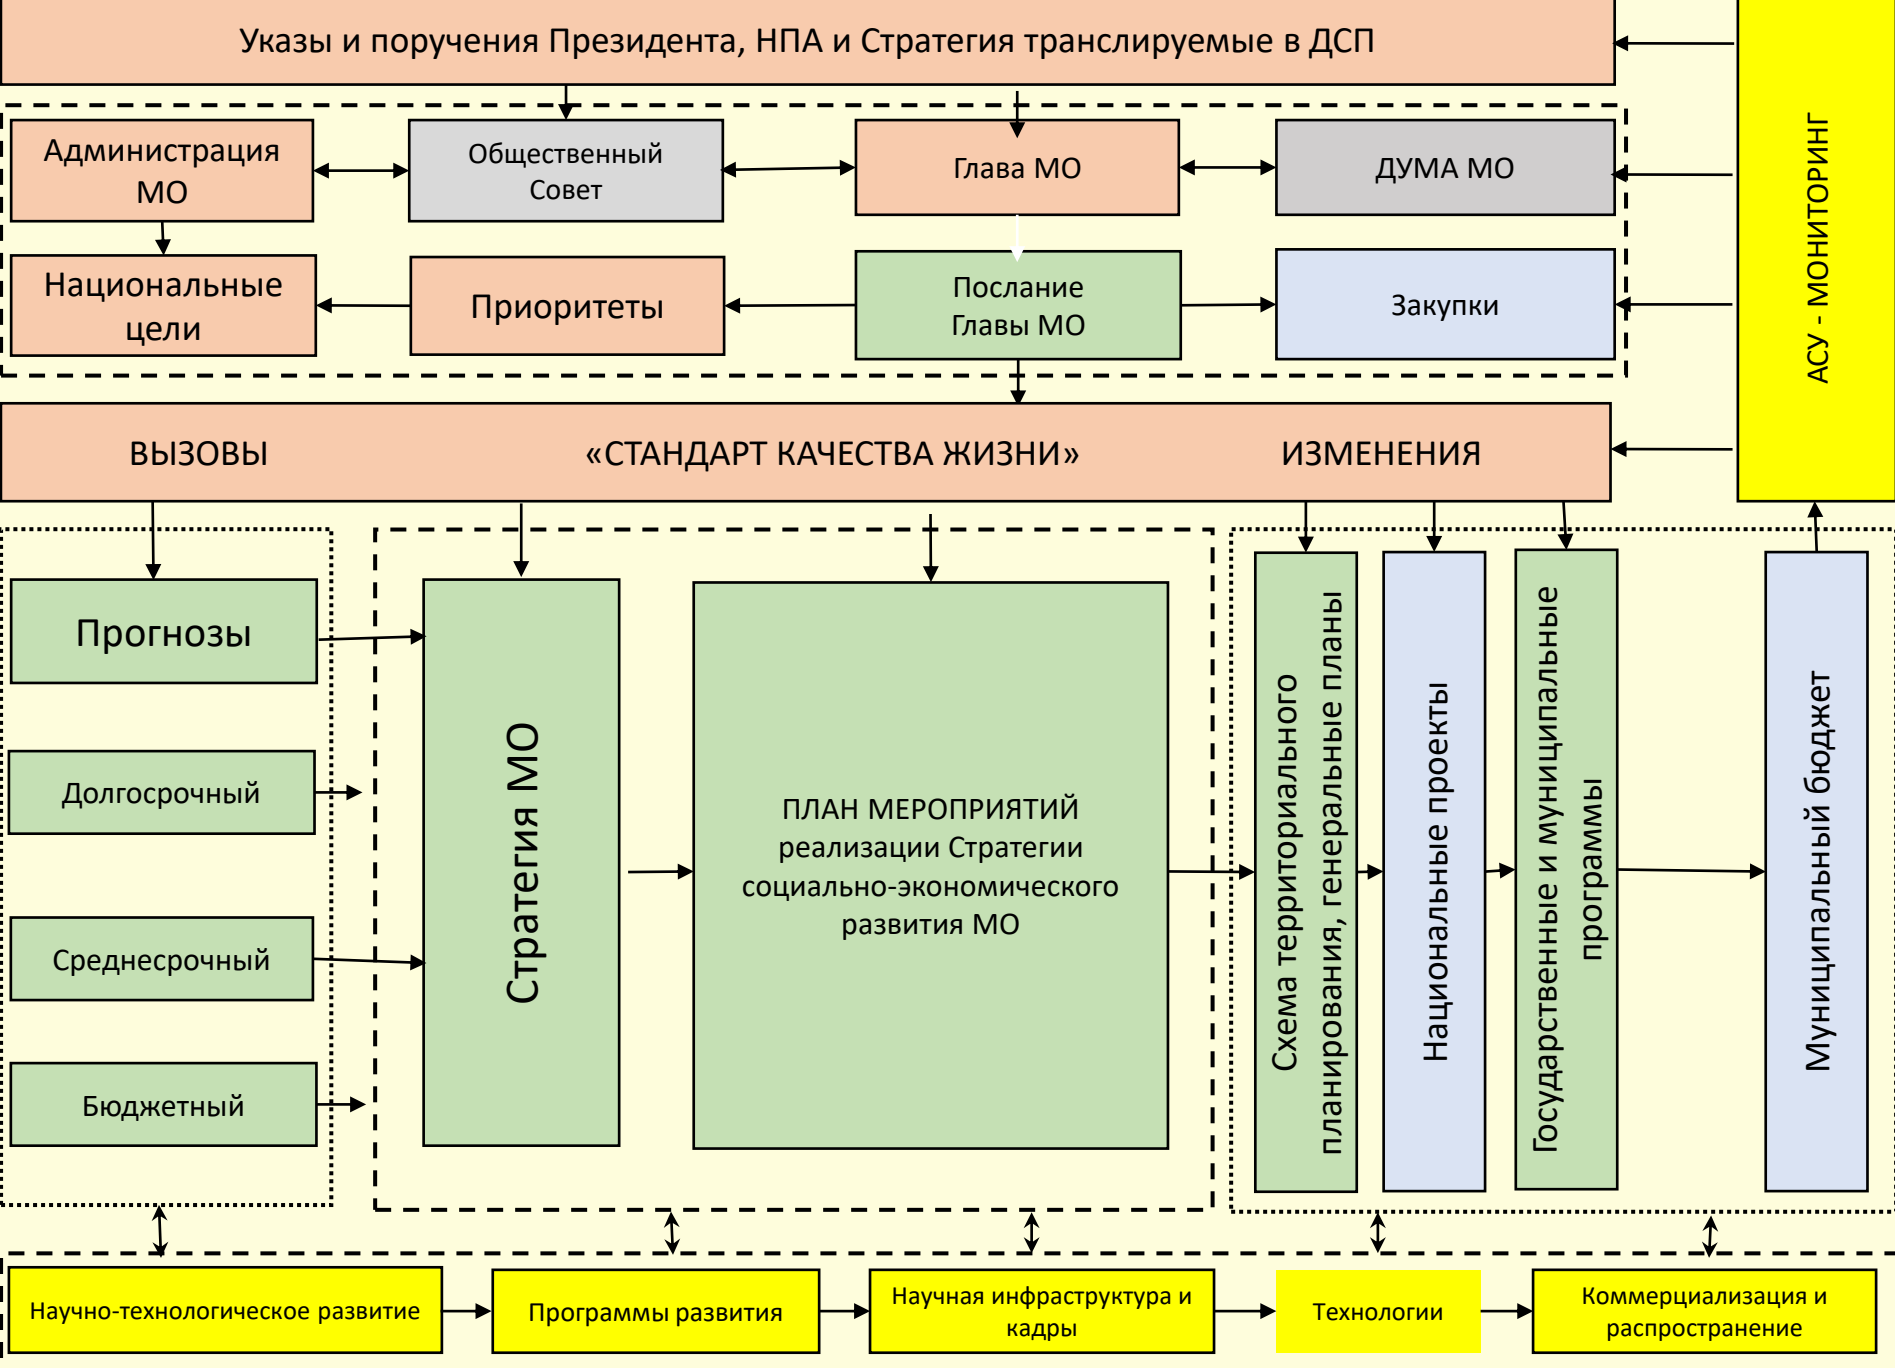 Указы и поручения Президента, НПА и Стратегия транслируемые в ДСП
АСУ - МОНИТОРИНГ
Администрация
МО
Общественный
Совет
Глава МО
ДУМА МО
Национальные
цели
Приоритеты
Послание
Главы МО
Закупки
ВЫЗОВЫ
«СТАНДАРТ КАЧЕСТВА ЖИЗНИ»
ИЗМЕНЕНИЯ
Прогнозы
Долгосрочный
Среднесрочный
Бюджетный
Стратегия МО
ПЛАН МЕРОПРИЯТИЙ
реализации Стратегии
социально-экономического
развития МО
Схема территориального
планирования, генеральные планы
Национальные проекты
Государственные и муниципальные
программы
Муниципальный бюджет
Научно-технологическое развитие
Программы развития
Научная инфраструктура и
кадры
Технологии
Коммерциализация и
распространение